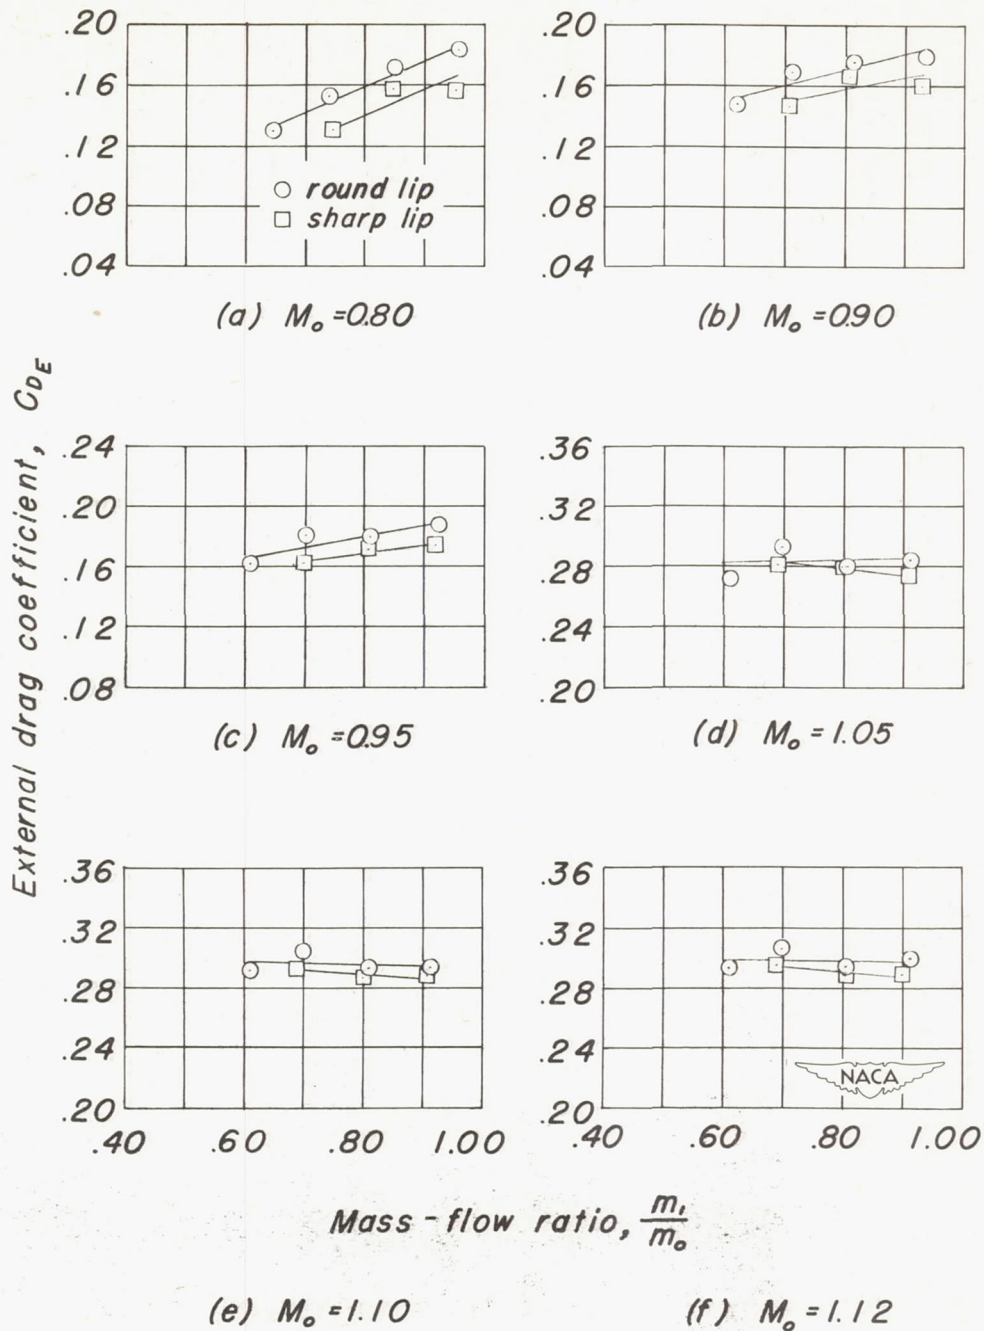 .20
.16
.12
.08
.04
round lip
sharp lip
(a) M₀ =0.80
.20
.16
.12
.08
.04
(b) M₀ =0.90
External drag coefficient, C_DE
.24
.20
.16
.12
.08
(c) M₀ =0.95
.36
.32
.28
.24
.20
(d) M₀ = 1.05
.36
.32
.28
.24
.20
.40 .60 .80 1.00
.36
.32
.28
.24
.20
NACA
.40 .60 .80 1.00
Mass-flow ratio, m₁/m₀
(e) M₀ =1.10
(f) M₀ =1.12